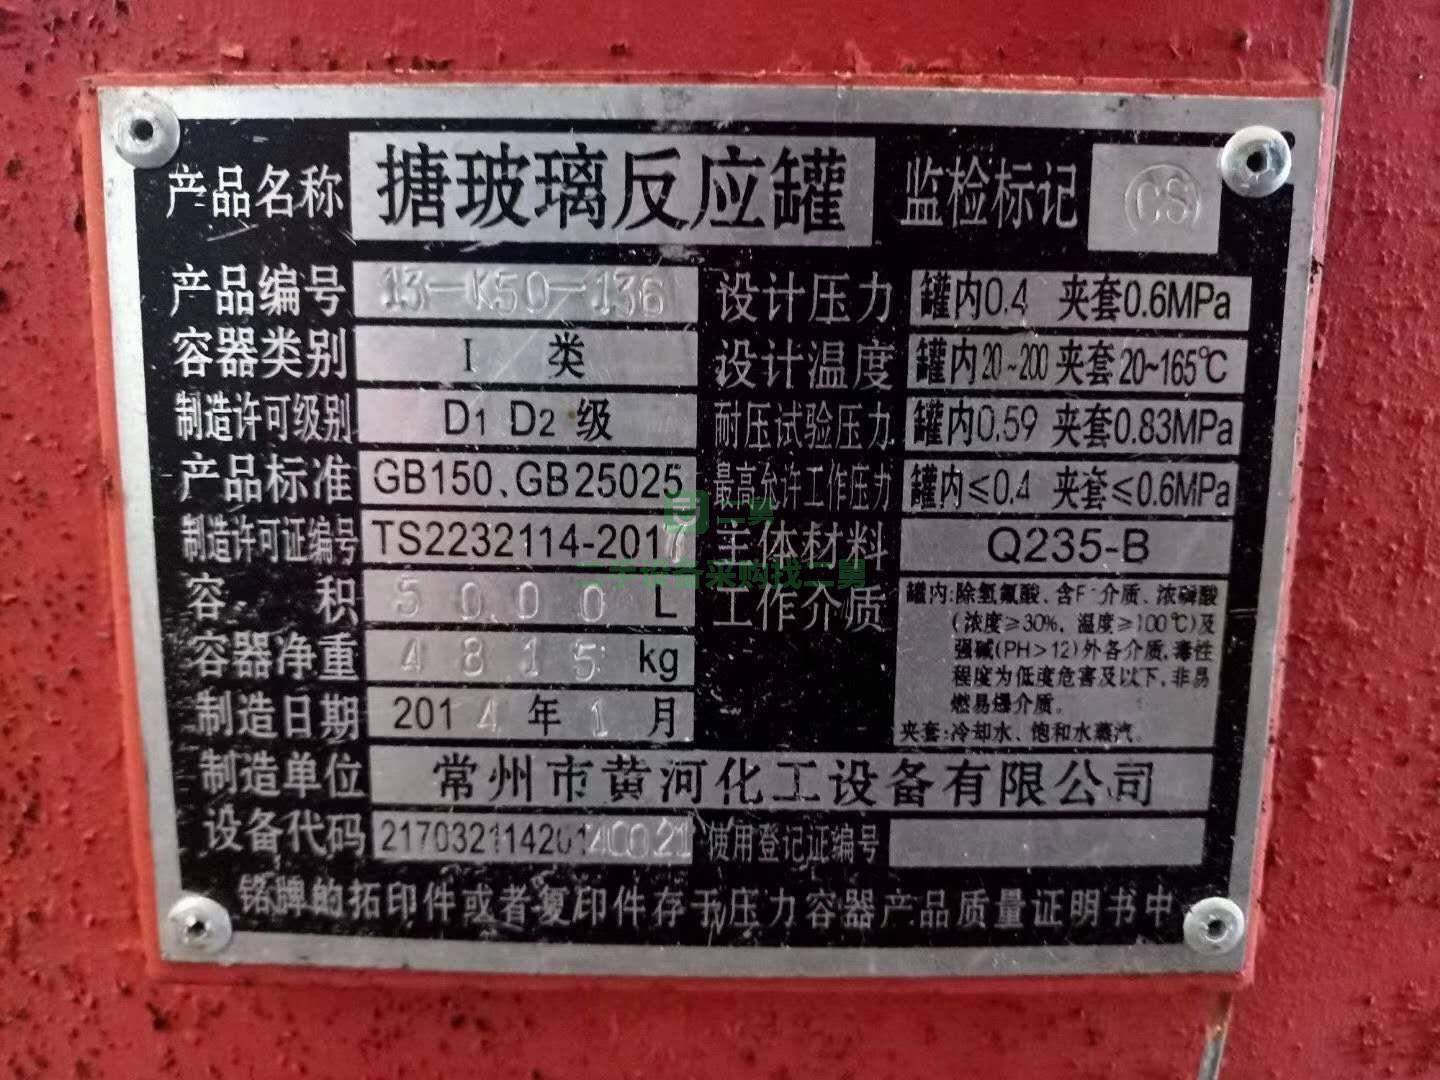 产品名称 搪玻璃反应罐 监检标记 CS
产品编号 13-K50-136 设计压力 罐内0.4 夹套0.6MPa
容器类别 I 类 设计温度 罐内20~200 夹套20~165℃
制造许可级别 D1 D2 级 耐压试验压力 罐内0.59 夹套0.83MPa
产品标准 GB150、GB25025 最高允许工作压力 罐内≤0.4 夹套≤0.6MPa
制造许可证编号 TS2232114-2017 主体材料 Q235-B
容积 5000 L 工作介质
罐内:除氢氟酸、含F⁻介质、浓磷酸
(浓度≥30%, 温度≥100℃)及
强碱(PH>12)外各介质,毒性
程度为低度危害及以下,非易
燃易爆介质。
夹套:冷却水、饱和水蒸汽。
容器净重 4815 kg
制造日期 2014 年 1 月
制造单位 常州市黄河化工设备有限公司
设备代码 21703211420140021 使用登记证编号
铭牌的拓印件或者复印件存于压力容器产品质量证明书中
二舅
二手设备采购找二舅